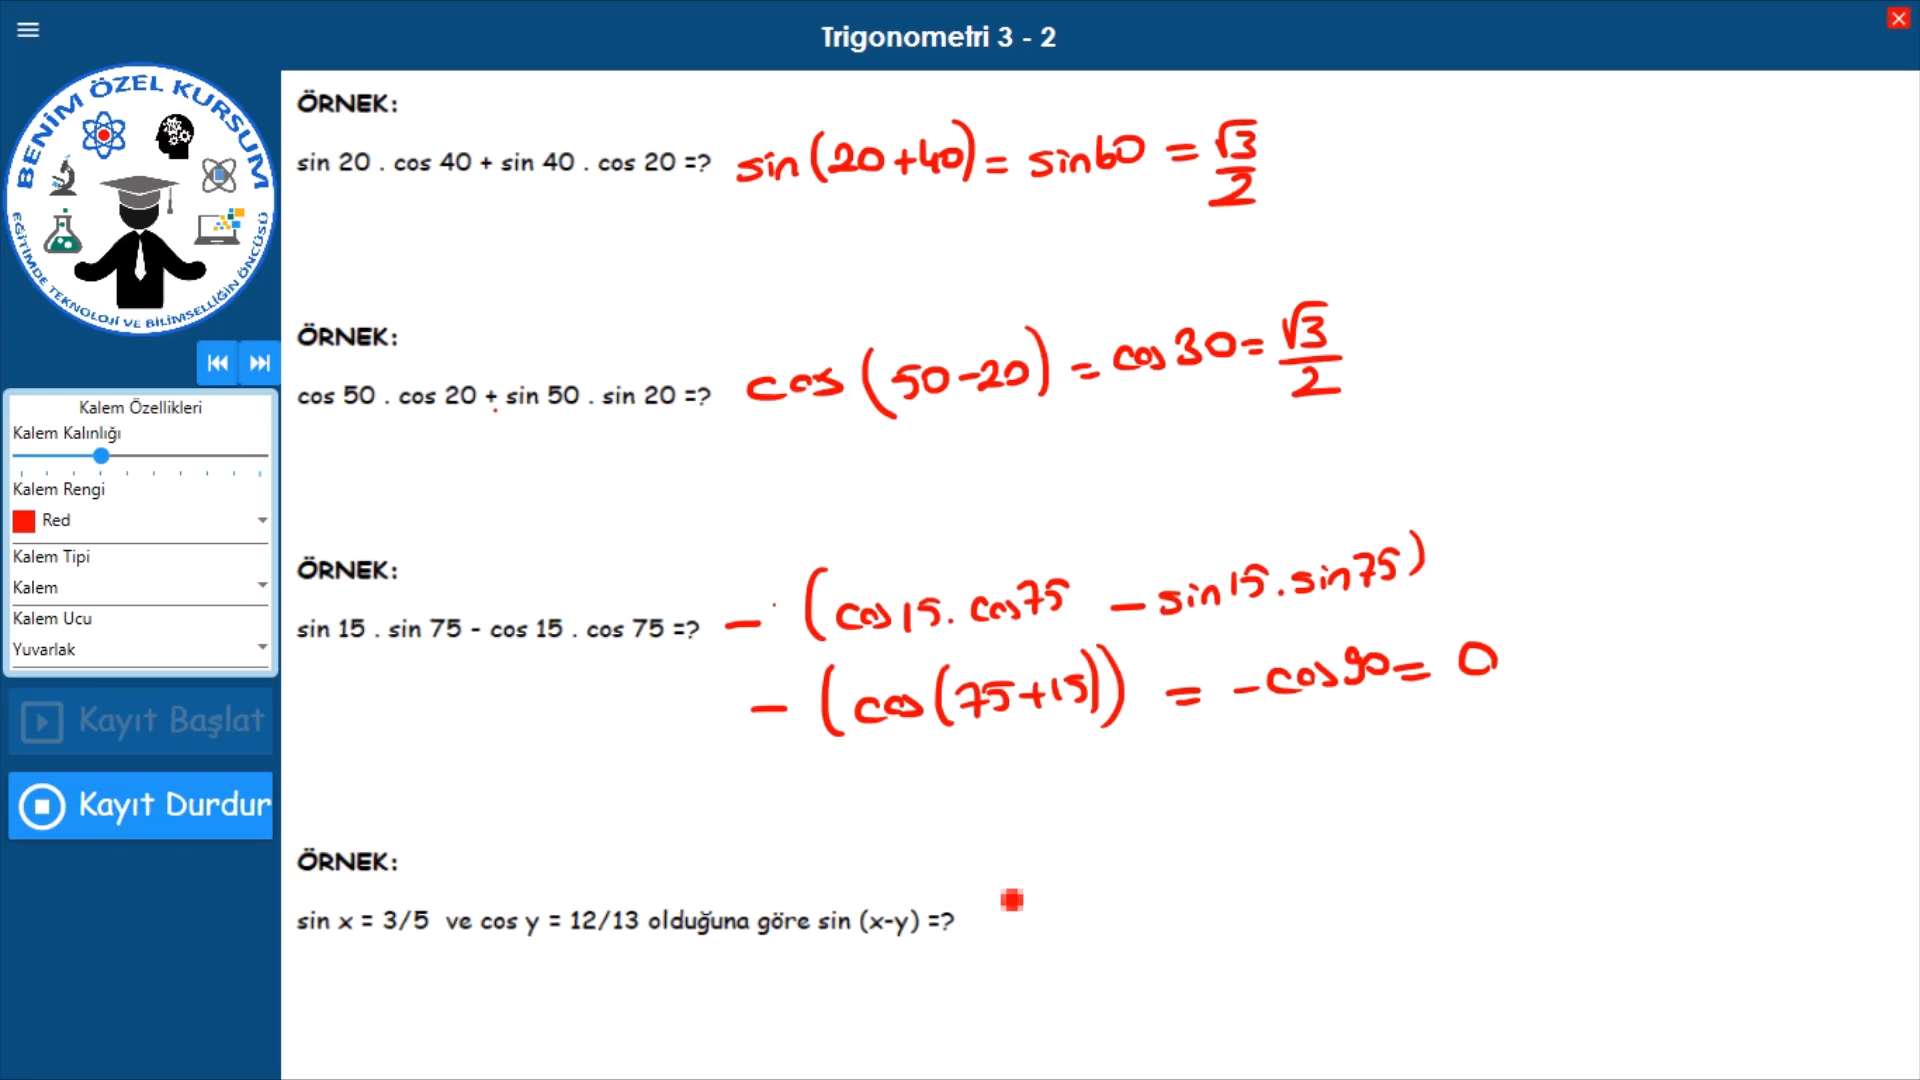 Trigonometri 3 - 2
BENİM ÖZEL KURSUM
EĞİTİMDE TEKNOLOJİ VE BİLİMSELLİĞİN ÖNCÜSÜ
Kalem Özellikleri
Kalem Kalınlığı
Kalem Rengi
Red
Kalem Tipi
Kalem
Kalem Ucu
Yuvarlak
Kayıt Başlat
Kayıt Durdur
ÖRNEK:
sin 20 . cos 40 + sin 40 . cos 20 =? sin(20+40) = sin60 = √3/2
ÖRNEK:
cos 50 . cos 20 + sin 50 . sin 20 =? cos(50-20) = cos30 = √3/2
ÖRNEK:
sin 15 . sin 75 - cos 15 . cos 75 =? - (cos15. cos75 - sin15. sin75)
- (cos(75+15)) = -cos90 = 0
ÖRNEK:
sin x = 3/5 ve cos y = 12/13 olduğuna göre sin (x-y) =?